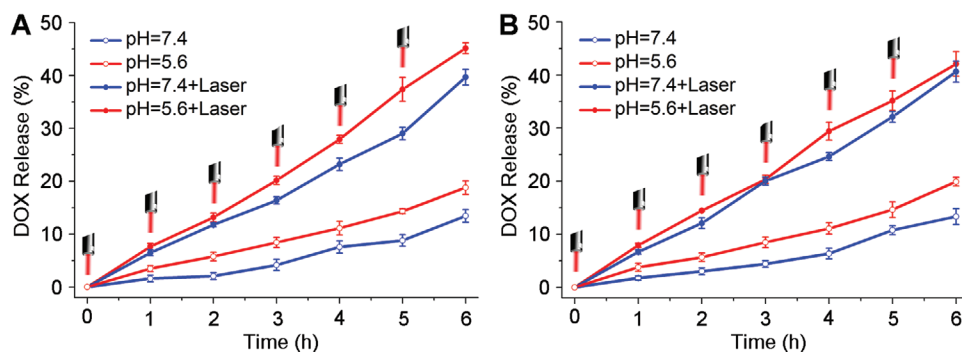 A
50
40
30
20
10
0
DOX Release (%)
pH=7.4
pH=5.6
pH=7.4+Laser
pH=5.6+Laser
0 1 2 3 4 5 6
Time (h)
B
50
40
30
20
10
0
DOX Release (%)
pH=7.4
pH=5.6
pH=7.4+Laser
pH=5.6+Laser
0 1 2 3 4 5 6
Time (h)